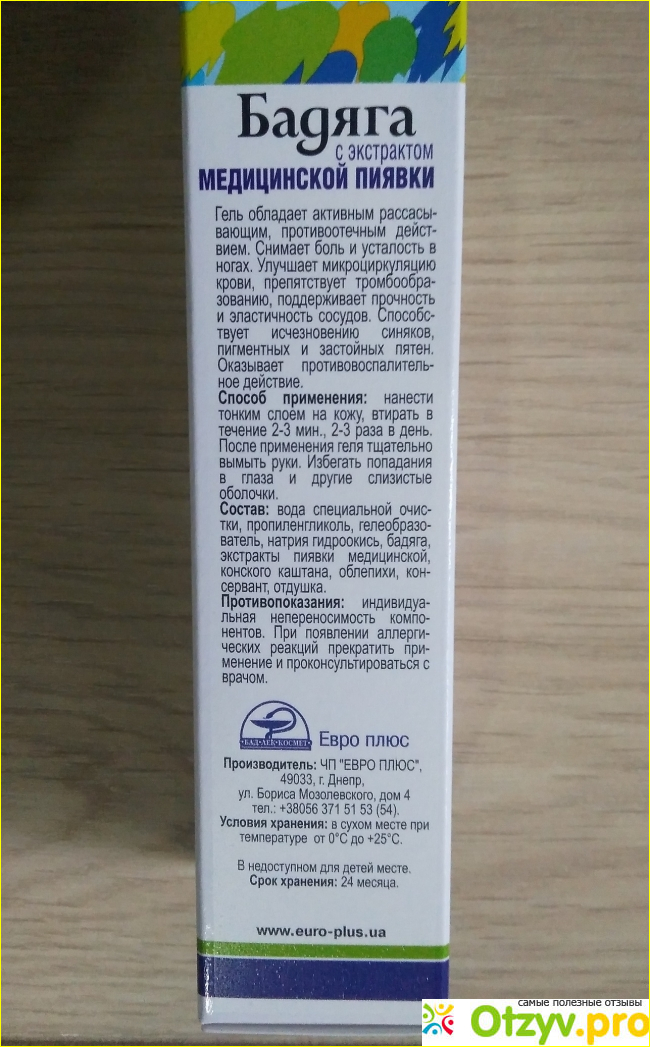 Бадяга
с экстрактом
МЕДИЦИНСКОЙ ПИЯВКИ
Гель обладает активным рассасы-
вающим, противоотечным дейст-
вием. Снимает боль и усталость в
ногах. Улучшает микроциркуляцию
крови, препятствует тромбообра-
зованию, поддерживает прочность
и эластичность сосудов. Способс-
твует исчезновению синяков,
пигментных и застойных пятен.
Оказывает противовоспалитель-
ное действие.
Способ применения: нанести
тонким слоем на кожу, втирать в
течение 2-3 мин., 2-3 раза в день.
После применения геля тщательно
вымыть руки. Избегать попадания
в глаза и другие слизистые
оболочки.
Состав: вода специальной очис-
тки, пропиленгликоль, гелеобразо-
ватель, натрия гидроокись, бадяга,
экстракты пиявки медицинской,
конского каштана, облепихи, кон-
сервант, отдушка.
Противопоказания: индивидуа-
льная непереносимость компо-
нентов. При появлении аллерги-
ческих реакций прекратить при-
менение и проконсультироваться с
врачом.
БАД-ЛЕК-КОСМЕТ
Евро плюс
Производитель: ЧП "ЕВРО ПЛЮС",
49033, г. Днепр,
ул. Бориса Мозолевского, дом 4
тел.: +38056 371 51 53 (54).
Условия хранения: в сухом месте при
температуре от 0°С до +25°С.
В недоступном для детей месте.
Срок хранения: 24 месяца.
www.euro-plus.ua
самые полезные отзывы
Otzyv.pro